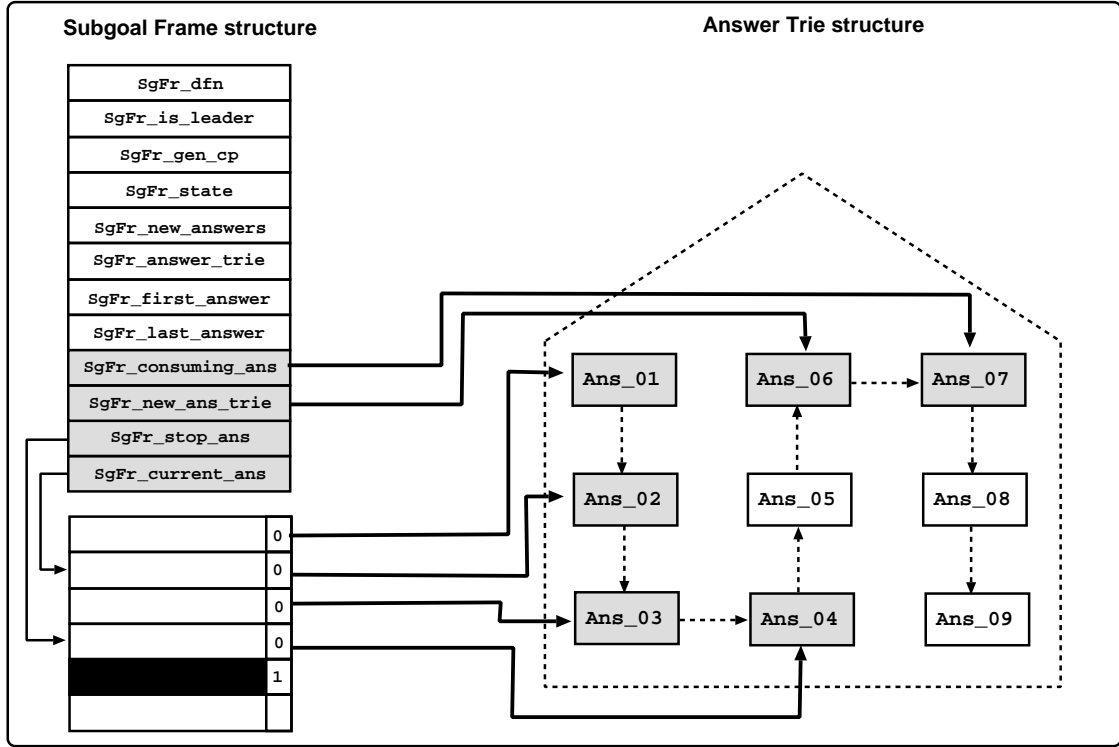 Subgoal Frame structure
Answer Trie structure
SgFr_dfn
SgFr_is_leader
SgFr_gen_cp
SgFr_state
SgFr_new_answers
SgFr_answer_trie
SgFr_first_answer
SgFr_last_answer
SgFr_consuming_ans
SgFr_new_ans_trie
SgFr_stop_ans
SgFr_current_ans
0
0
0
0
1
Ans_01
Ans_06
Ans_07
Ans_02
Ans_05
Ans_08
Ans_03
Ans_04
Ans_09